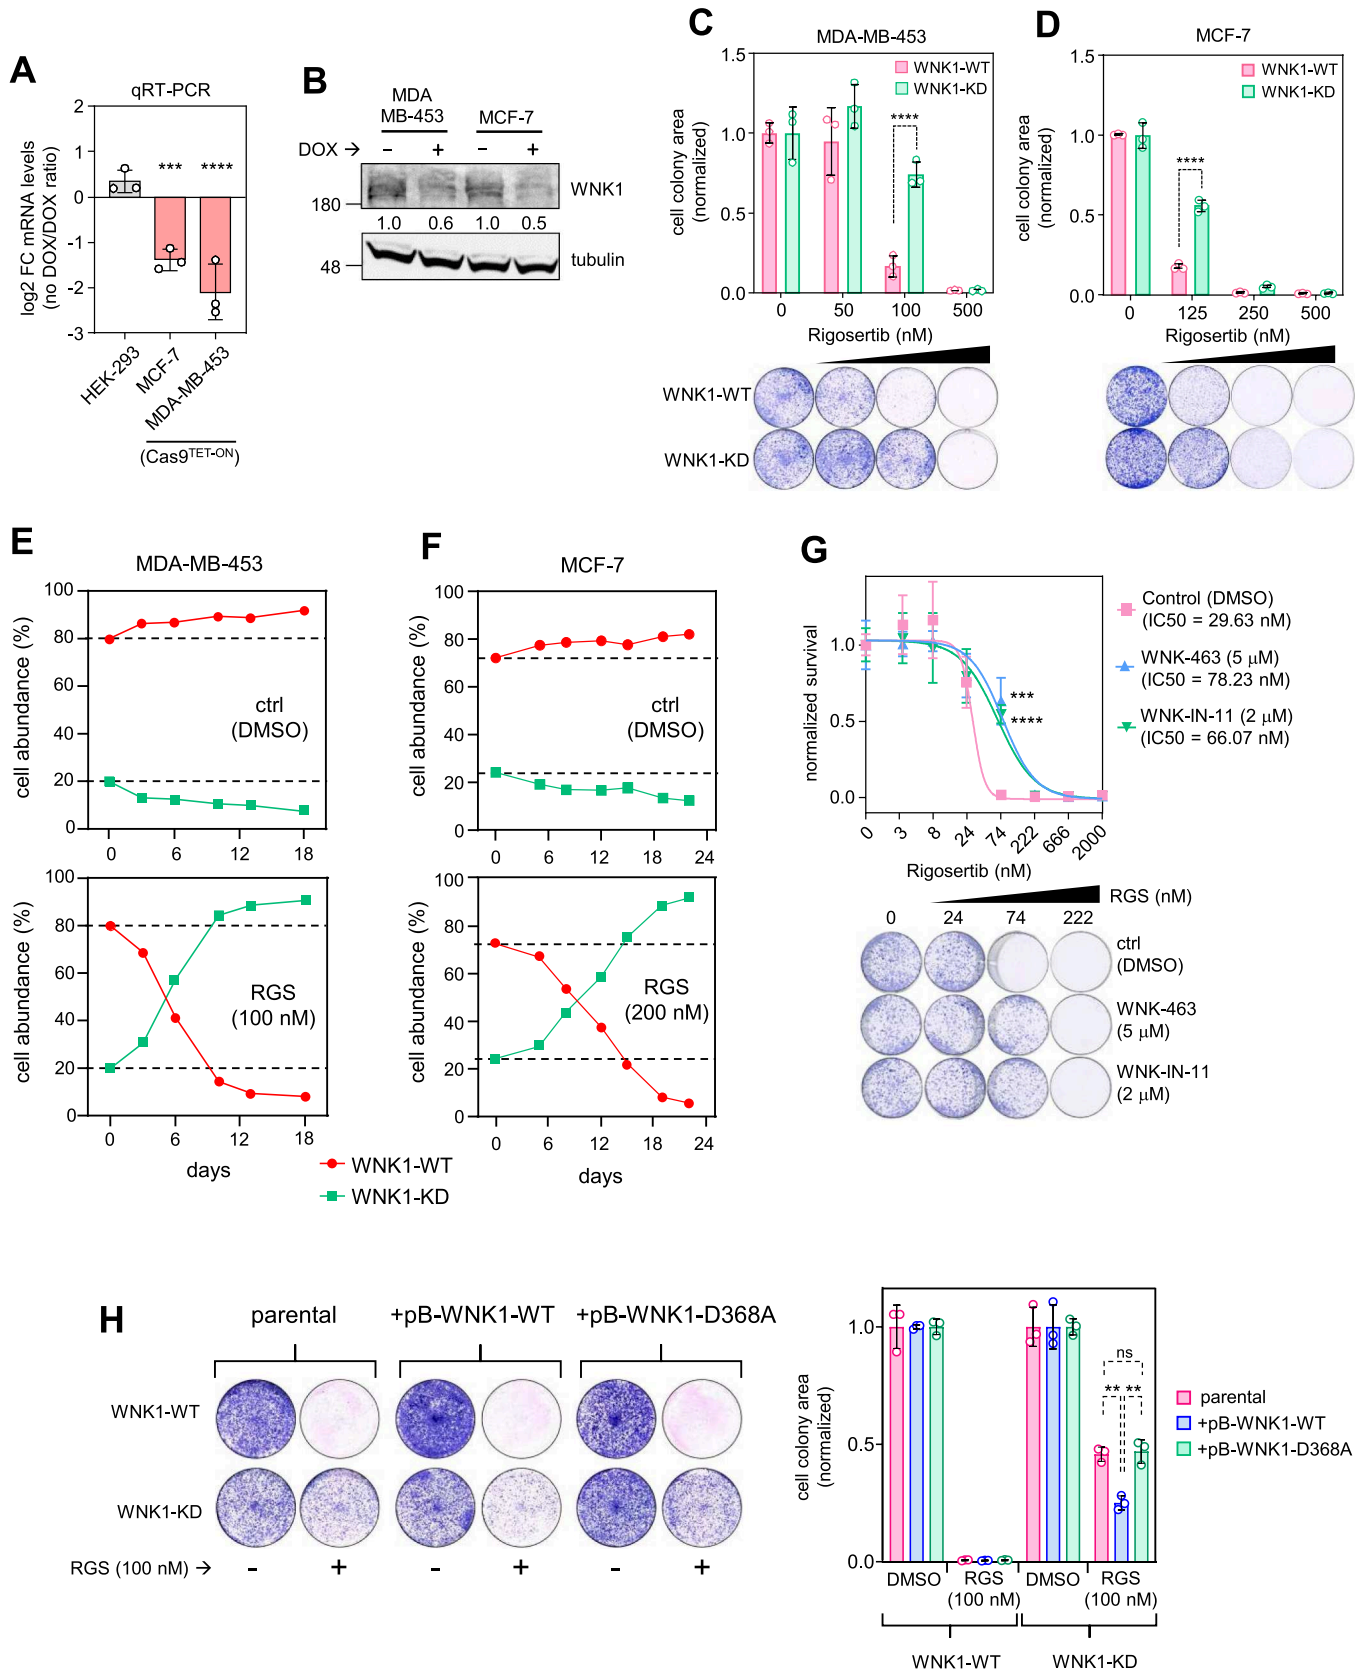 A
qRT-PCR
log2 FC mRNA levels
(no DOX/DOX ratio)
2
1
0
-1
-2
-3
HEK-293
MCF-7
MDA-MB-453
*** ****
(Cas9TET-ON)
B
MDA
MB-453 MCF-7
DOX → – + – +
WNK1
180
1.0 0.6 1.0 0.5
48
tubulin
C
MDA-MB-453
cell colony area
(normalized)
1.5
1.0
0.5
0.0
WNK1-WT
WNK1-KD
****
0 50 100 500
Rigosertib (nM)
WNK1-WT
WNK1-KD
D
MCF-7
cell colony area
(normalized)
1.5
1.0
0.5
0.0
WNK1-WT
WNK1-KD
****
0 125 250 500
Rigosertib (nM)
E
MDA-MB-453
cell abundance (%)
100
80
60
40
20
0
ctrl
(DMSO)
0 6 12 18
cell abundance (%)
100
80
60
40
20
0
RGS
(100 nM)
0 6 12 18
days
F
MCF-7
cell abundance (%)
100
80
60
40
20
0
ctrl
(DMSO)
0 6 12 18 24
cell abundance (%)
100
80
60
40
20
0
RGS
(200 nM)
0 6 12 18 24
days
WNK1-WT
WNK1-KD
G
normalized survival
1.0
0.5
0.0
***
****
0 3 8 24 74 222 666 2000
Rigosertib (nM)
Control (DMSO)
(IC50 = 29.63 nM)
WNK-463 (5 µM)
(IC50 = 78.23 nM)
WNK-IN-11 (2 µM)
(IC50 = 66.07 nM)
RGS (nM)
0 24 74 222
ctrl
(DMSO)
WNK-463
(5 µM)
WNK-IN-11
(2 µM)
H
parental +pB-WNK1-WT +pB-WNK1-D368A
WNK1-WT
WNK1-KD
RGS (100 nM) → - + - + - +
cell colony area
(normalized)
1.0
0.5
0.0
ns
** **
parental
+pB-WNK1-WT
+pB-WNK1-D368A
DMSO RGS DMSO RGS
(100 nM) (100 nM)
WNK1-WT WNK1-KD